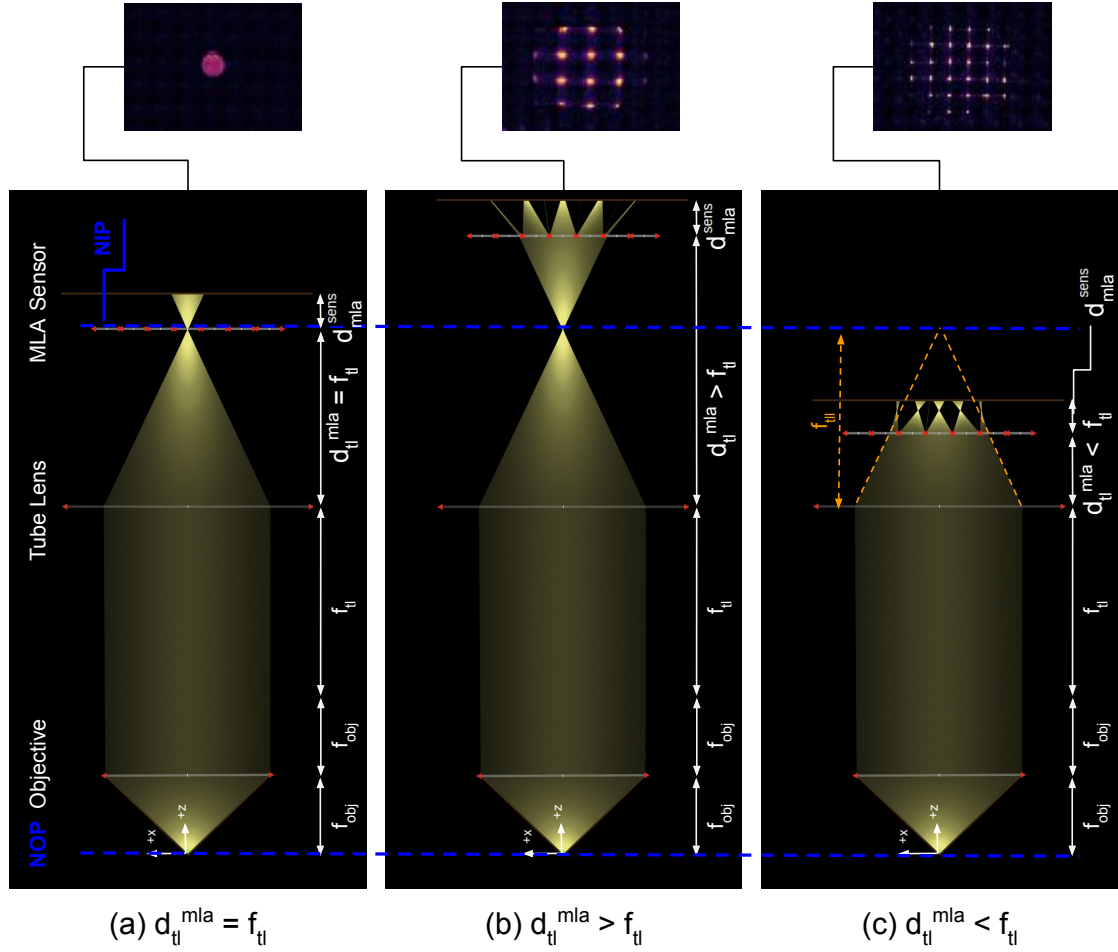 NIP
MLA Sensor
Tube Lens
Objective
NOP
d_mla^sens
d_tl^mla = f_tl
f_tl
f_obj
f_obj
+x
+z
d_mla^sens
d_tl^mla > f_tl
f_tl
f_obj
f_obj
+x
+z
d_mla^sens
f_tll
d_tl^mla < f_tl
f_tl
f_obj
f_obj
+x
+z
(a) d_tl^mla = f_tl
(b) d_tl^mla > f_tl
(c) d_tl^mla < f_tl